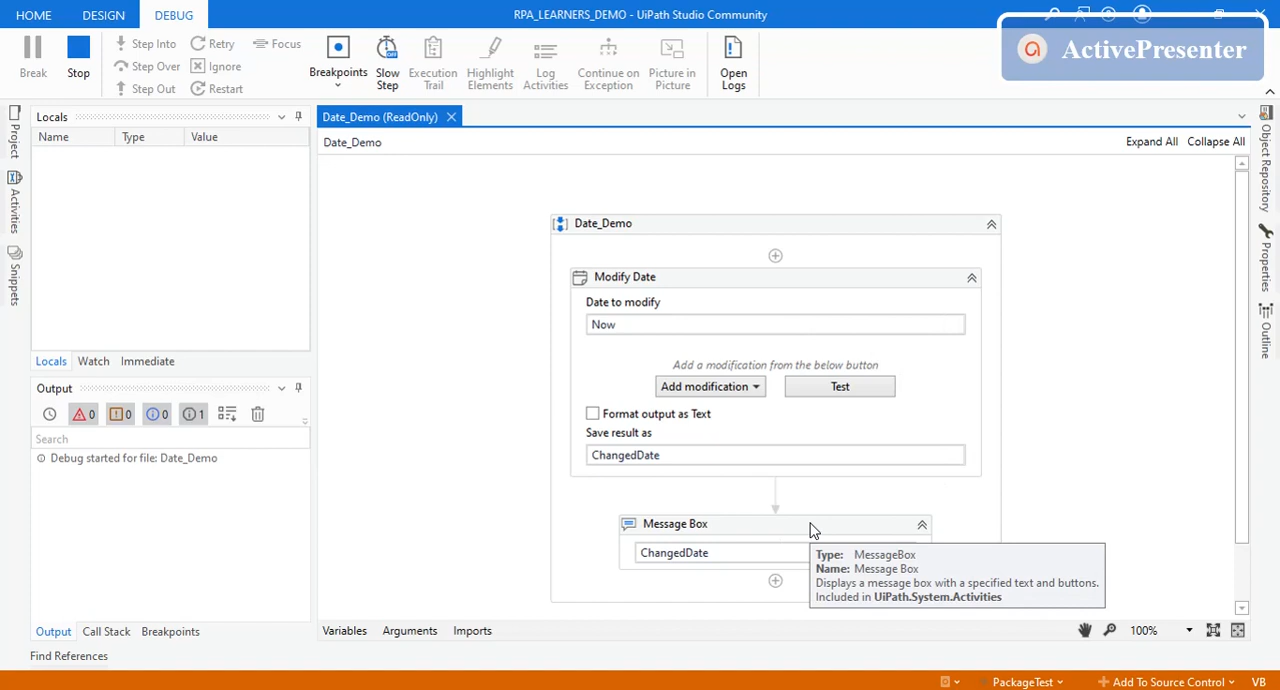 HOME DESIGN DEBUG RPA_LEARNERS_DEMO - UiPath Studio Community
ActivePresenter
Break Stop Step Into Step Over Step Out Retry Ignore Restart Focus Breakpoints Slow Step Execution Trail Highlight Elements Log Activities Continue on Exception Picture in Picture Open Logs
Project
Activities
Snippets
Locals
Name Type Value
Locals Watch Immediate
Output
0 0 0 1
Search
Debug started for file: Date_Demo
Output Call Stack Breakpoints
Find References
Date_Demo (ReadOnly)
Date_Demo Expand All Collapse All
Date_Demo
Modify Date
Date to modify
Now
Add a modification from the below button
Add modification Test
Format output as Text
Save result as
ChangedDate
Message Box
ChangedDate
Type: MessageBox
Name: Message Box
Displays a message box with a specified text and buttons.
Included in UiPath.System.Activities
Variables Arguments Imports 100%
Object Repository
Properties
Outline
PackageTest Add To Source Control VB